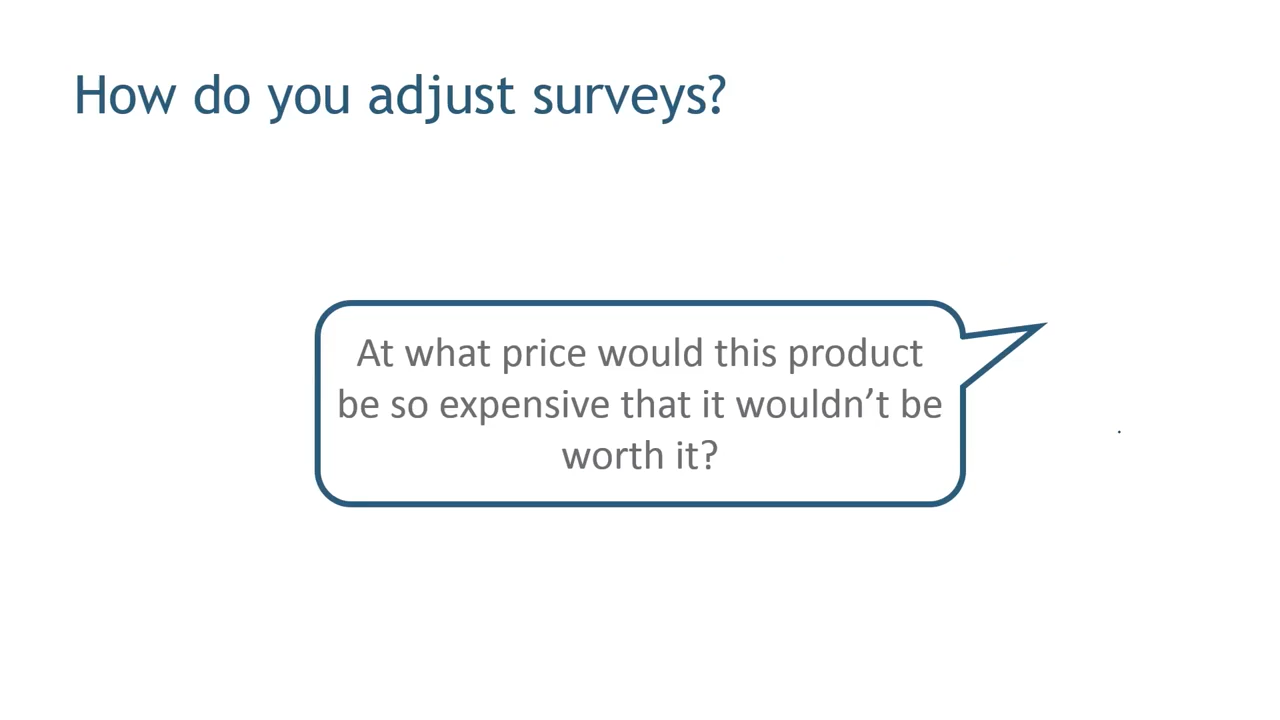 How do you adjust surveys?
At what price would this product
be so expensive that it wouldn’t be
worth it?